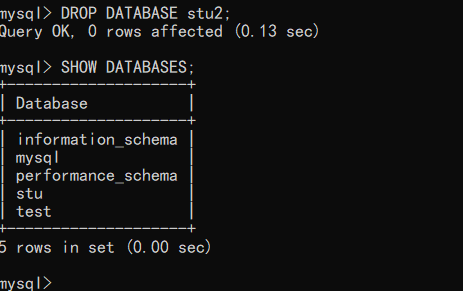 mysql> DROP DATABASE stu2;
Query OK, 0 rows affected (0.13 sec)
mysql> SHOW DATABASES;
+--------------------+
| Database           |
+--------------------+
| information_schema |
| mysql              |
| performance_schema |
| stu                |
| test               |
+--------------------+
5 rows in set (0.00 sec)
mysql>